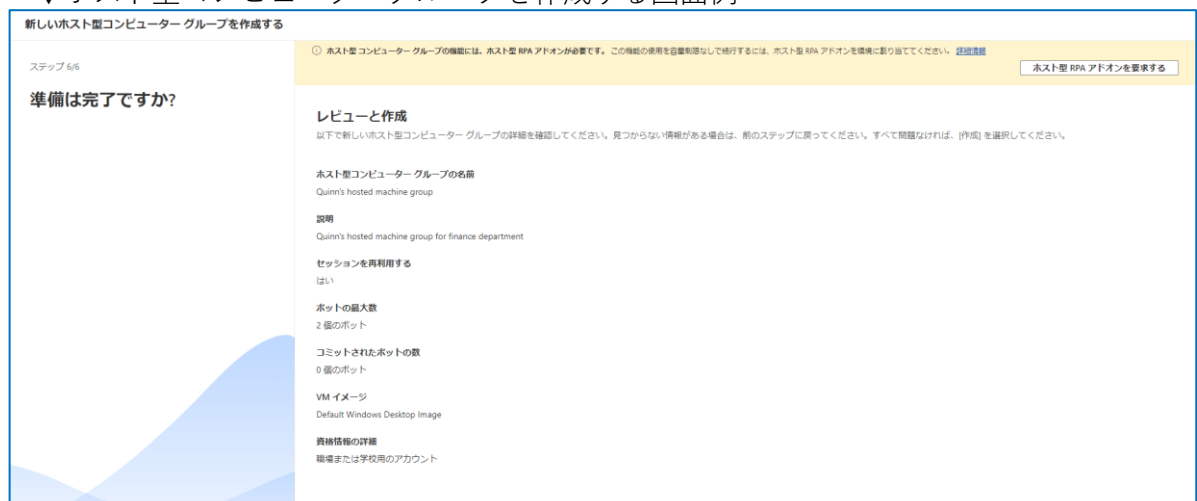 新しいホスト型コンピューター グループを作成する
ステップ 6/6
準備は完了ですか?
ホスト型コンピューター グループの機能には、ホスト型 RPA アドオンが必要です。この機能の使用を容量制限なしで続行するには、ホスト型 RPA アドオンを環境に割り当ててください。 詳細情報
ホスト型 RPA アドオンを要求する
レビューと作成
以下で新しいホスト型コンピューター グループの詳細を確認してください。見つからない情報がある場合は、前のステップに戻ってください。すべて問題なければ、[作成] を選択してください。
ホスト型コンピューター グループの名前
Quinn's hosted machine group
説明
Quinn's hosted machine group for finance department
セッションを再利用する
はい
ボットの最大数
2 個のボット
コミットされたボットの数
0 個のボット
VM イメージ
Default Windows Desktop Image
資格情報の詳細
職場または学校用のアカウント